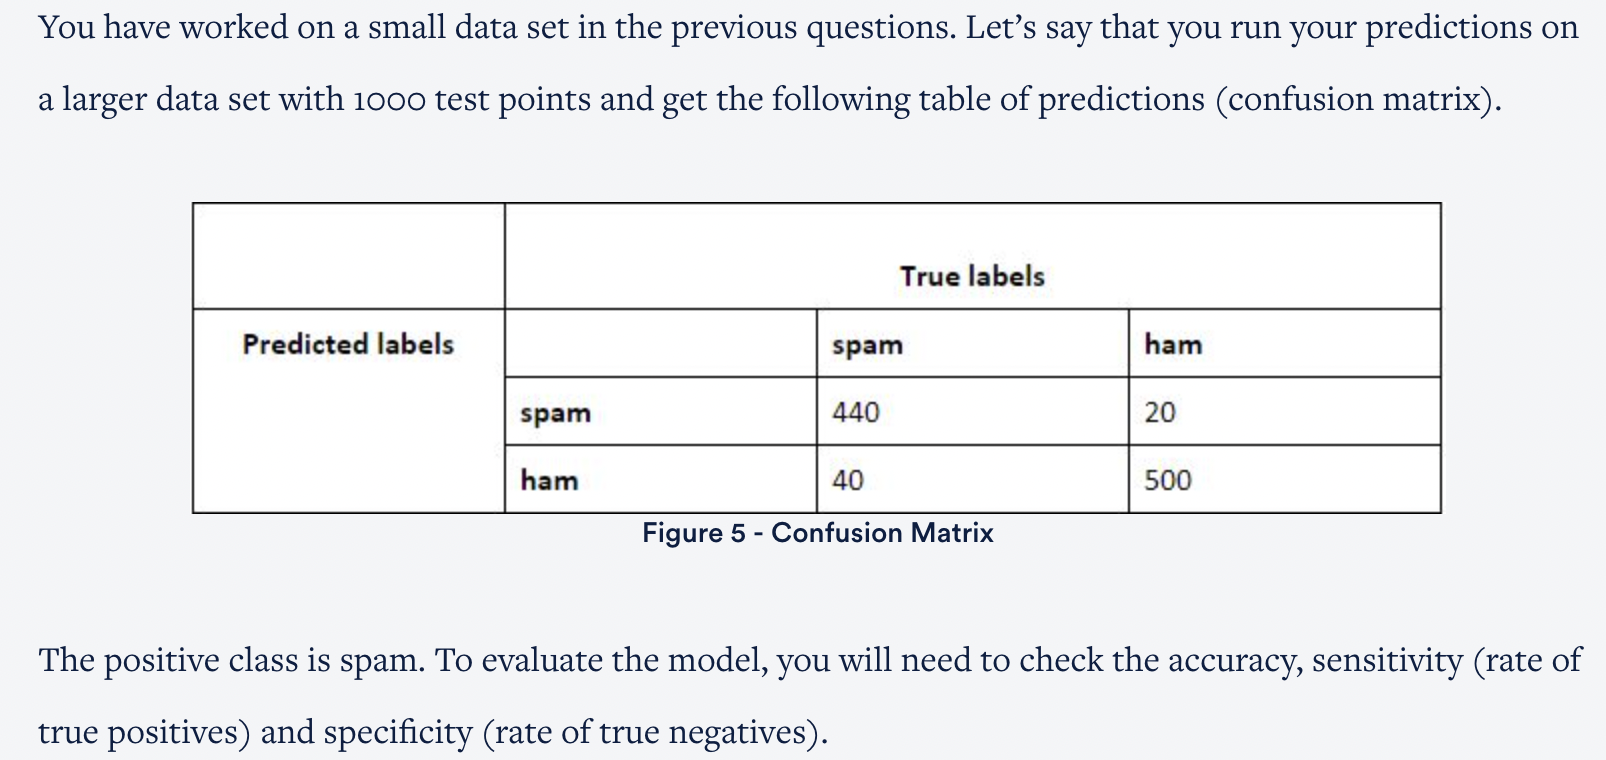 You have worked on a small data set in the previous questions. Let’s say that you run your predictions on
a larger data set with 1000 test points and get the following table of predictions (confusion matrix).
True labels
Predicted labels spam ham
spam 440 20
ham 40 500
Figure 5 - Confusion Matrix
The positive class is spam. To evaluate the model, you will need to check the accuracy, sensitivity (rate of
true positives) and specificity (rate of true negatives).